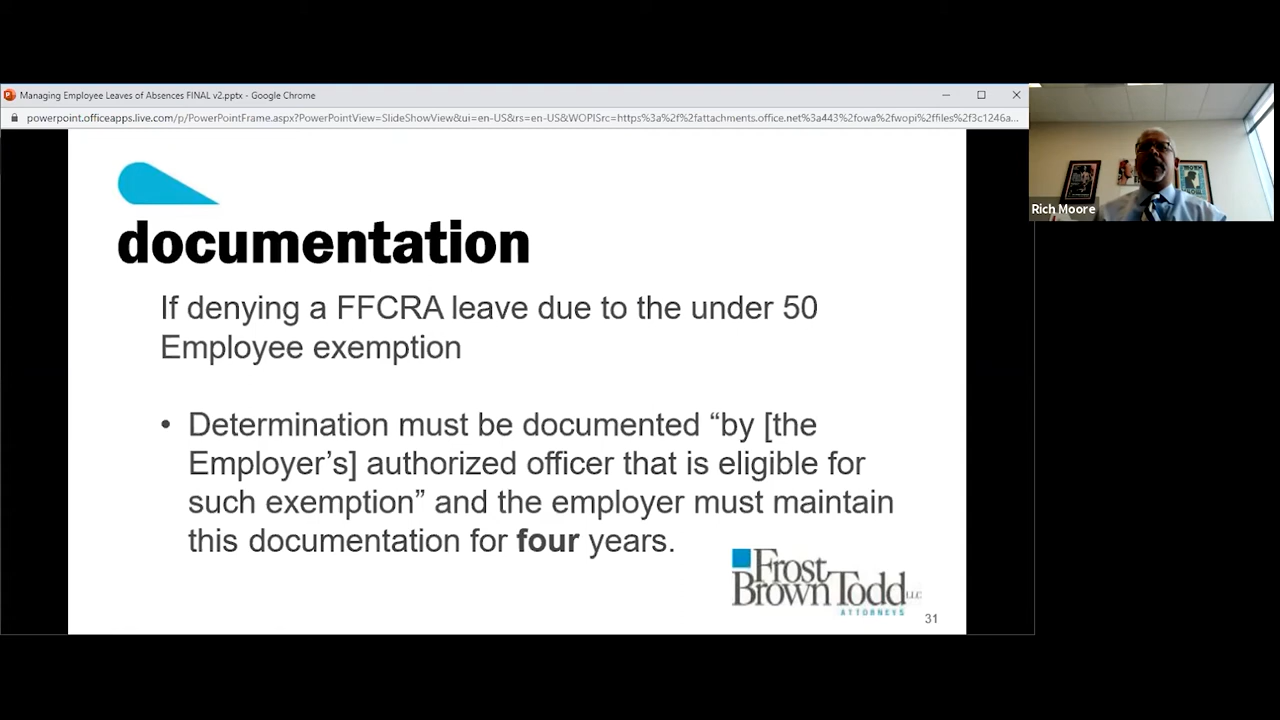 Managing Employee Leaves of Absences FINAL v2.pptx - Google Chrome
powerpoint.officeapps.live.com/p/PowerPointFrame.aspx?PowerPointView=SlideShowView&ui=en-US&rs=en-US&WOPISrc=https%3a%2f%2fattachments.office.net%3a443%2fowa%2fwopi%2ffiles%2f3c1246a...
Rich Moore
documentation
If denying a FFCRA leave due to the under 50
Employee exemption
• Determination must be documented “by [the
Employer’s] authorized officer that is eligible for
such exemption” and the employer must maintain
this documentation for four years.
Frost
Brown Todd LLC
ATTORNEYS
31